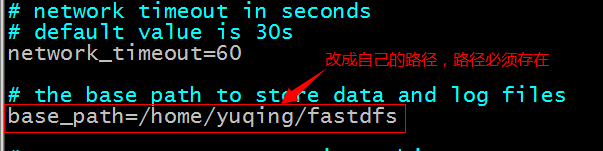 # network timeout in seconds
# default value is 30s
network_timeout=60
改成自己的路径，路径必须存在
# the base path to store data and log files
base_path=/home/yuqing/fastdfs